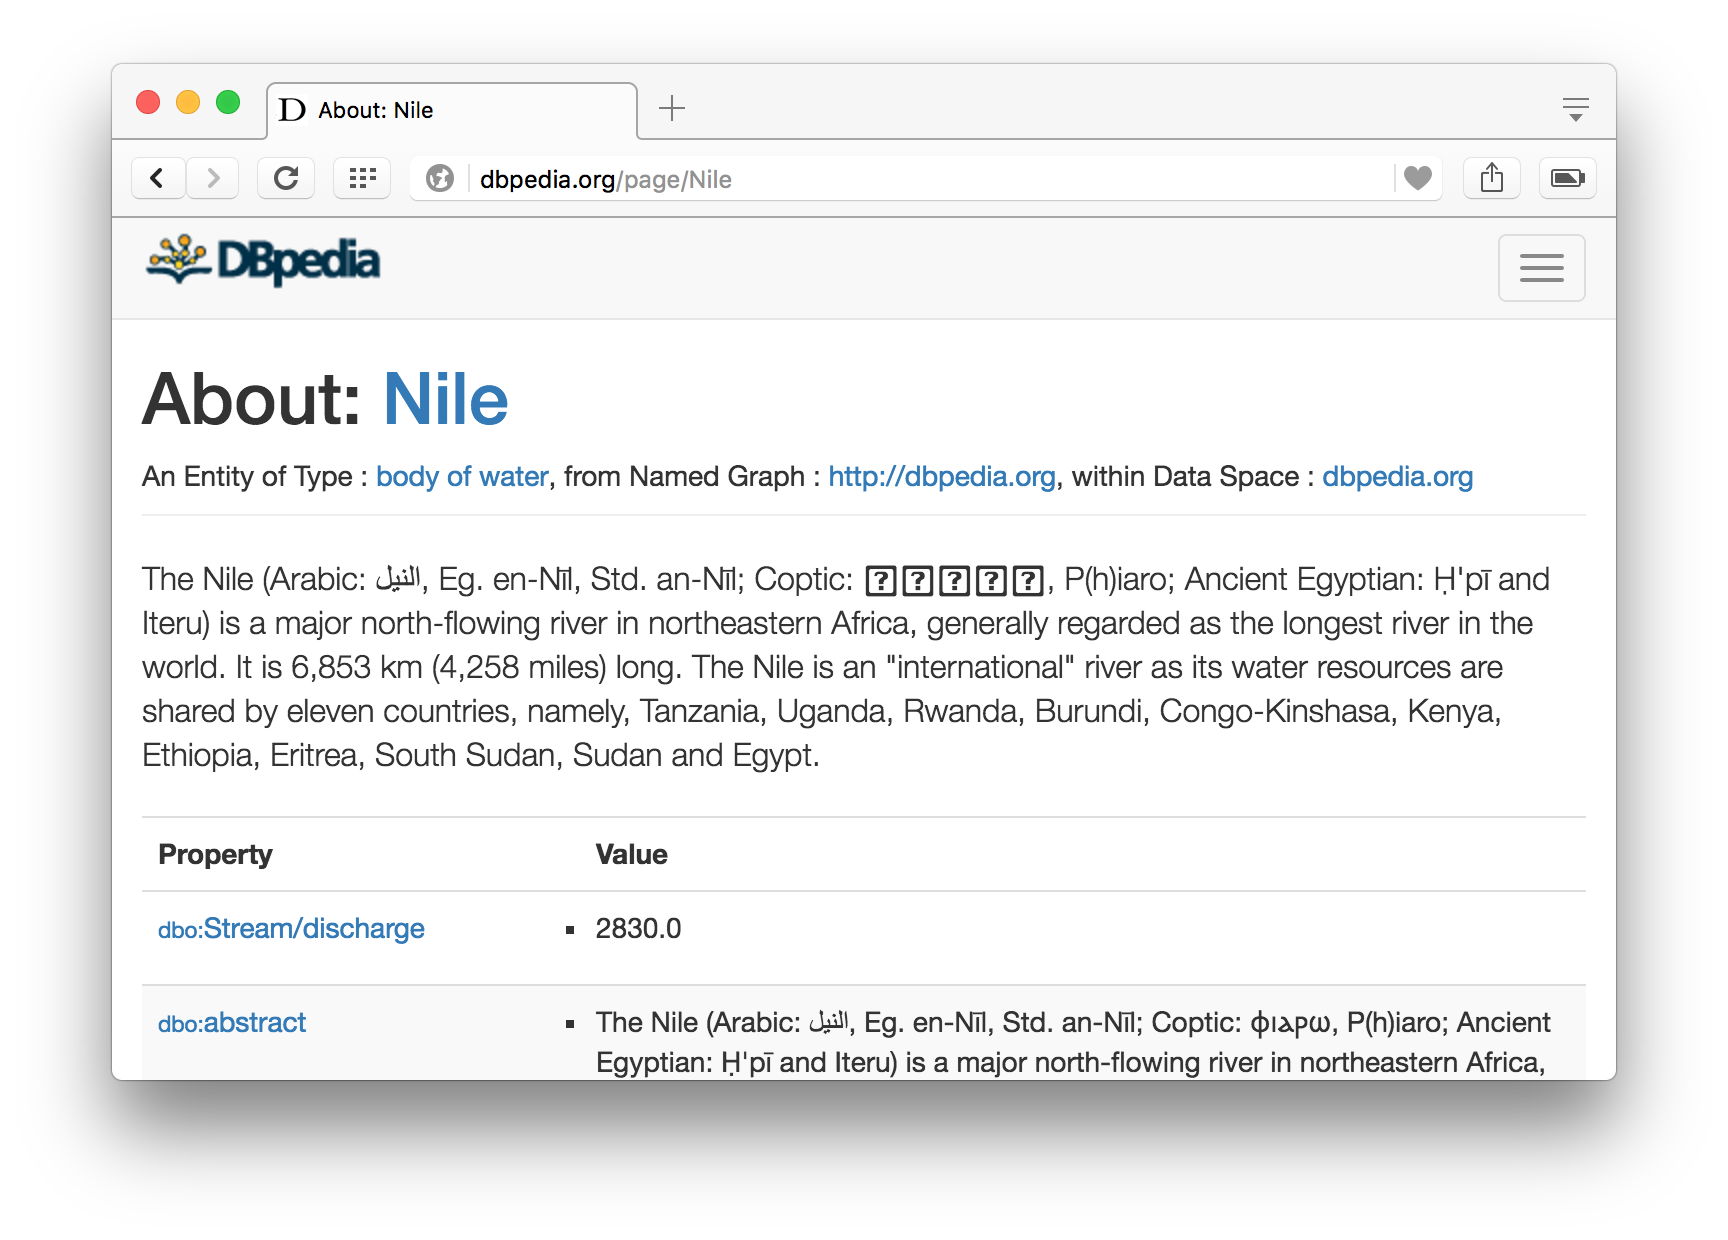 About: Nile
dbpedia.org/page/Nile
DBpedia
About: Nile
An Entity of Type : body of water, from Named Graph : http://dbpedia.org, within Data Space : dbpedia.org
The Nile (Arabic: النيل, Eg. en-Nīl, Std. an-Nīl; Coptic: , P(h)iaro; Ancient Egyptian: Ḥ'pī and
Iteru) is a major north-flowing river in northeastern Africa, generally regarded as the longest river in the
world. It is 6,853 km (4,258 miles) long. The Nile is an "international" river as its water resources are
shared by eleven countries, namely, Tanzania, Uganda, Rwanda, Burundi, Congo-Kinshasa, Kenya,
Ethiopia, Eritrea, South Sudan, Sudan and Egypt.
Property Value
dbo:Stream/discharge ▪ 2830.0
dbo:abstract ▪ The Nile (Arabic: النيل, Eg. en-Nīl, Std. an-Nīl; Coptic: ⲫⲓⲁⲣⲱ, P(h)iaro; Ancient
Egyptian: Ḥ'pī and Iteru) is a major north-flowing river in northeastern Africa,